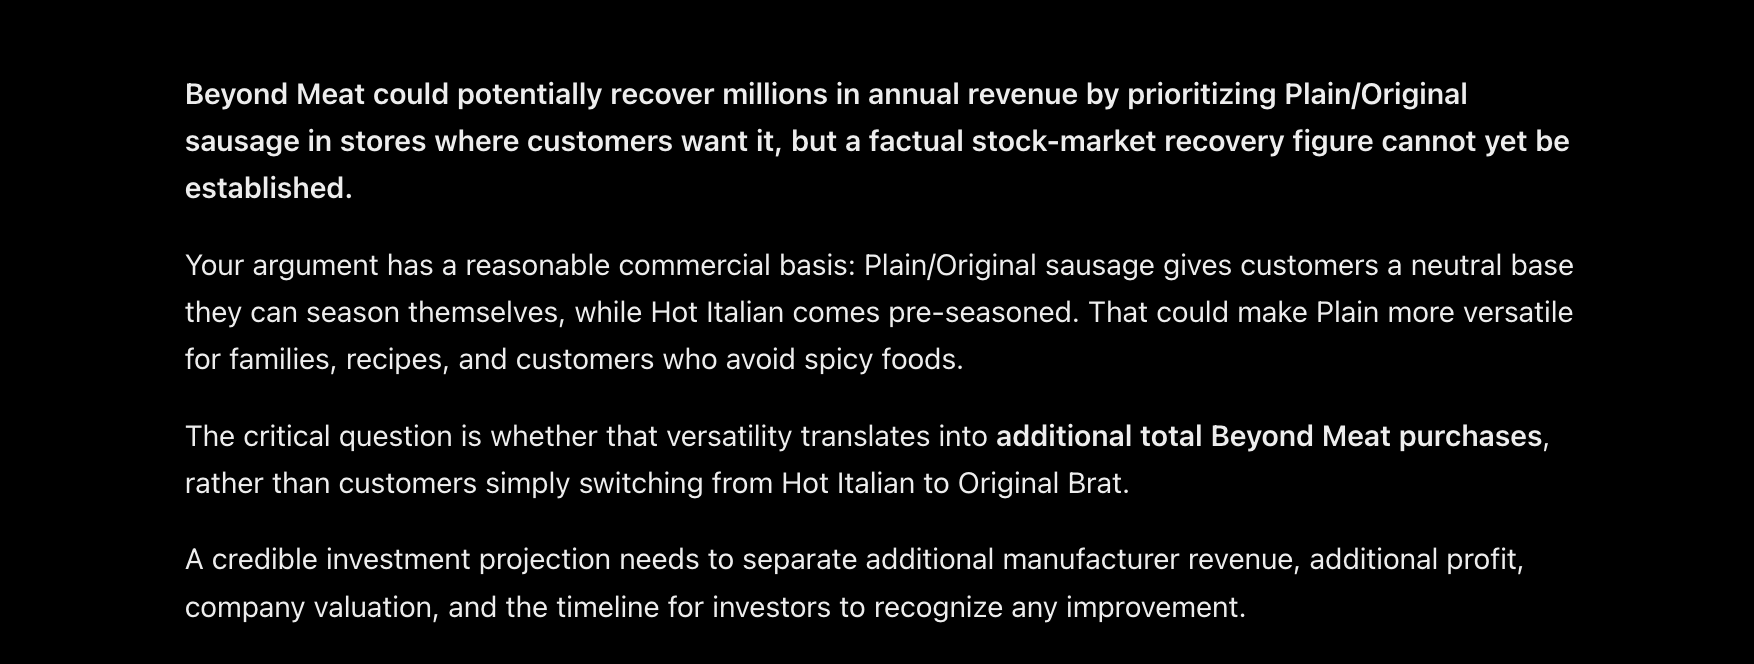 Beyond Meat could potentially recover millions in annual revenue by prioritizing Plain/Original
sausage in stores where customers want it, but a factual stock-market recovery figure cannot yet be
established.
Your argument has a reasonable commercial basis: Plain/Original sausage gives customers a neutral base
they can season themselves, while Hot Italian comes pre-seasoned. That could make Plain more versatile
for families, recipes, and customers who avoid spicy foods.
The critical question is whether that versatility translates into additional total Beyond Meat purchases,
rather than customers simply switching from Hot Italian to Original Brat.
A credible investment projection needs to separate additional manufacturer revenue, additional profit,
company valuation, and the timeline for investors to recognize any improvement.